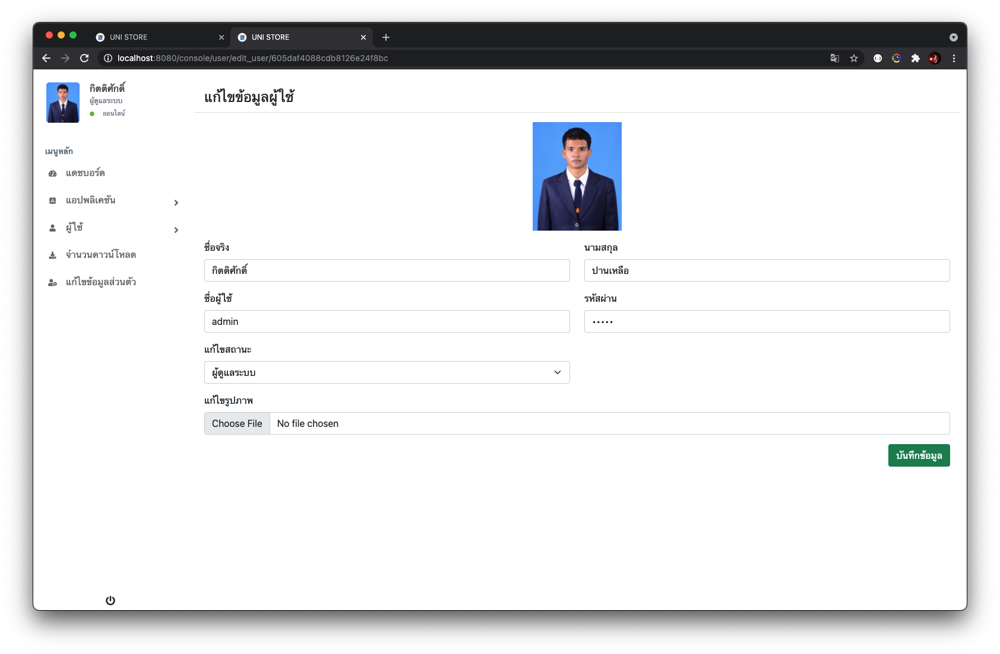 UNI STORE
UNI STORE
localhost:8080/console/user/edit_user/605daf4088cdb8126e24f8bc
กิตติศักดิ์
ผู้ดูแลระบบ
ออนไลน์
เมนูหลัก
แดชบอร์ด
แอปพลิเคชัน
ผู้ใช้
จำนวนดาวน์โหลด
แก้ไขข้อมูลส่วนตัว
แก้ไขข้อมูลผู้ใช้
ชื่อจริง
นามสกุล
กิตติศักดิ์
ปานเหลือ
ชื่อผู้ใช้
รหัสผ่าน
admin
•••••
แก้ไขสถานะ
ผู้ดูแลระบบ
แก้ไขรูปภาพ
Choose File No file chosen
บันทึกข้อมูล